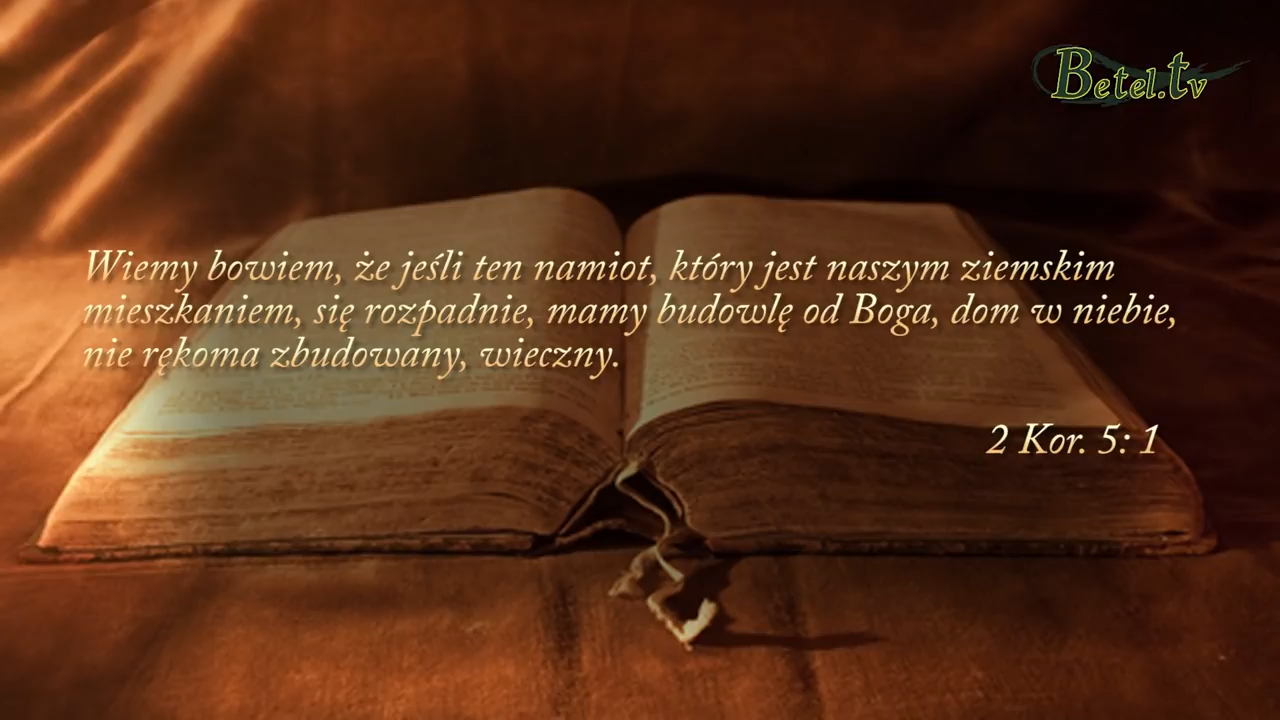 Betel.tv
Wiemy bowiem, że jeśli ten namiot, który jest naszym ziemskim
mieszkaniem, się rozpadnie, mamy budowlę od Boga, dom w niebie,
nie rękoma zbudowany, wieczny.
2 Kor. 5: 1